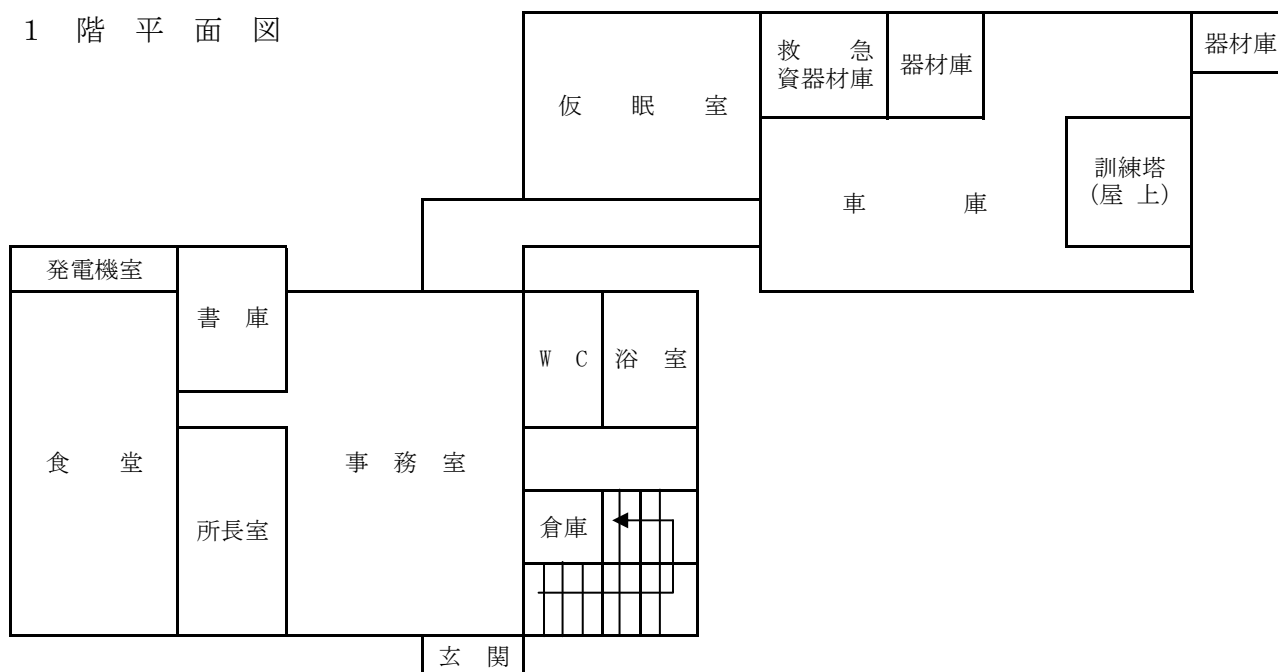 1 階 平 面 図
救 急
資器材庫
器材庫
器材庫
仮 眠 室
訓練塔
(屋 上)
車 庫
発電機室
書 庫
W C
浴 室
食 堂
事 務 室
所長室
倉庫
玄 関